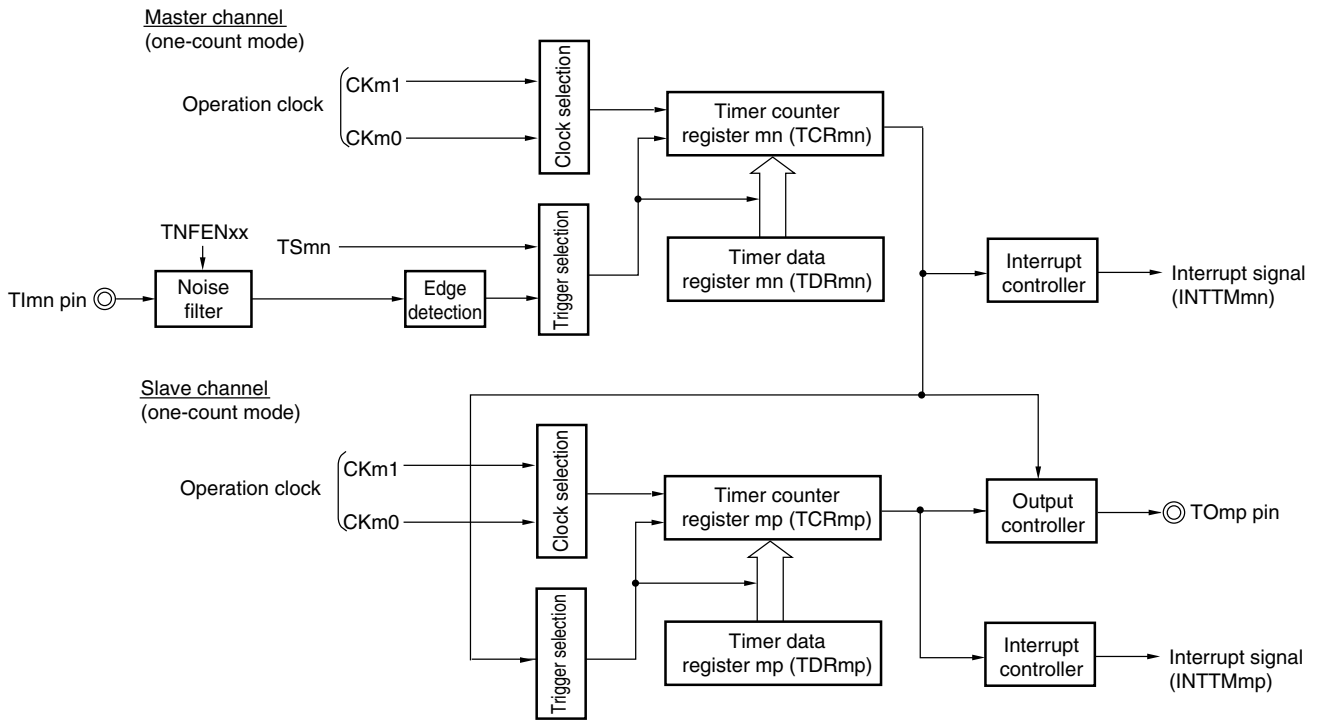 Master channel
(one-count mode)
Operation clock
CKm1
CKm0
Clock selection
Timer counter
register mn (TCRmn)
TNFENxx
TSmn
TImn pin
Noise
filter
Edge
detection
Trigger selection
Timer data
register mn (TDRmn)
Interrupt
controller
Interrupt signal
(INTTMmn)
Slave channel
(one-count mode)
Operation clock
CKm1
CKm0
Clock selection
Timer counter
register mp (TCRmp)
Output
controller
TOmp pin
Trigger selection
Timer data
register mp (TDRmp)
Interrupt
controller
Interrupt signal
(INTTMmp)